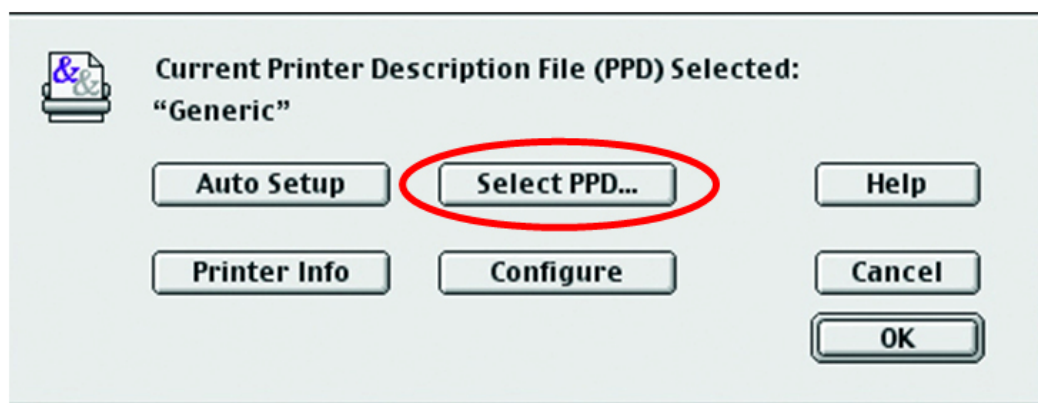 Current Printer Description File (PPD) Selected:
“Generic”
Auto Setup Select PPD... Help
Printer Info Configure Cancel
OK